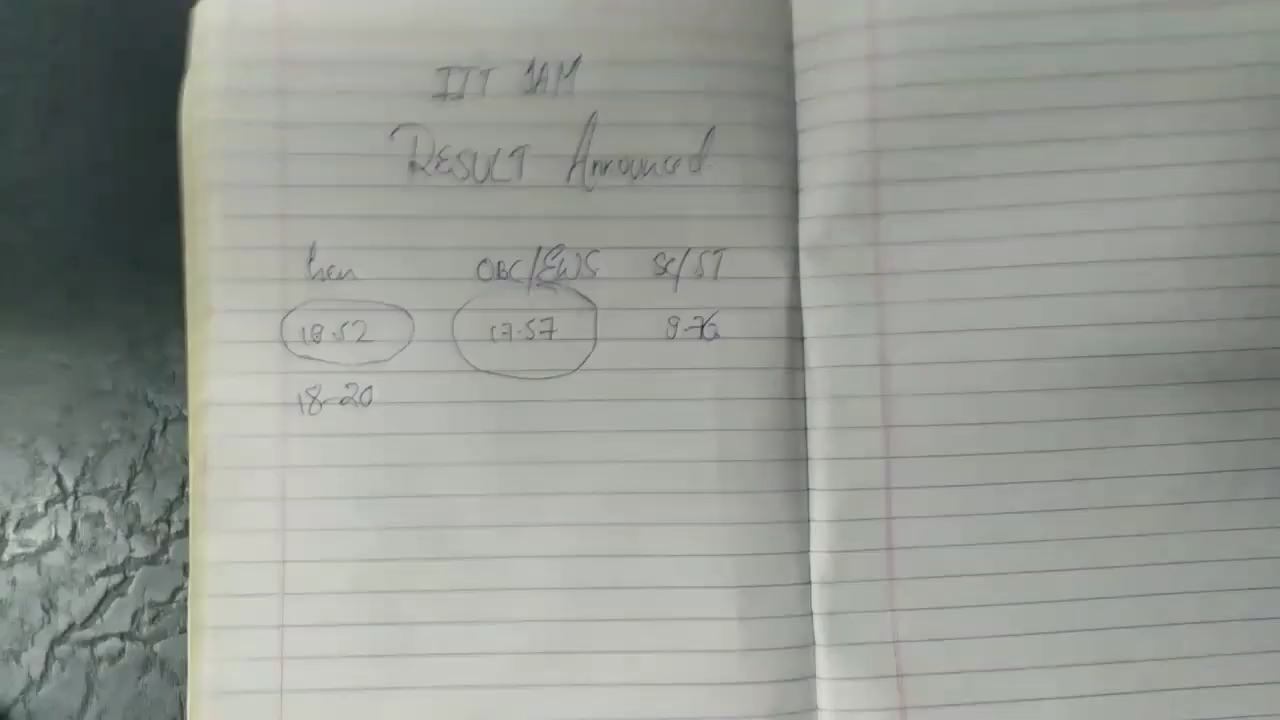 IIT JAM
RESULT Announced
Gen OBC/EWS SC/ST
18.52 17.57 8.76
18-20